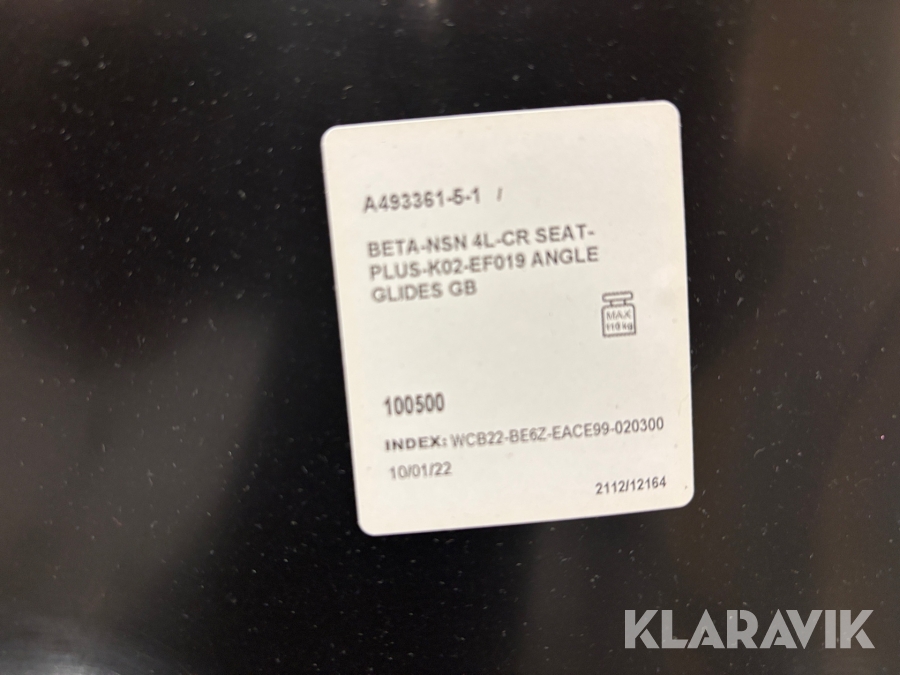 A493361-5-1 /
BETA-NSN 4L-CR SEAT-
PLUS-K02-EF019 ANGLE
GLIDES GB
MAX
110 kg
100500
INDEX: WCB22-BE6Z-EACE99-020300
10/01/22
2112/12164
KLARAVIK